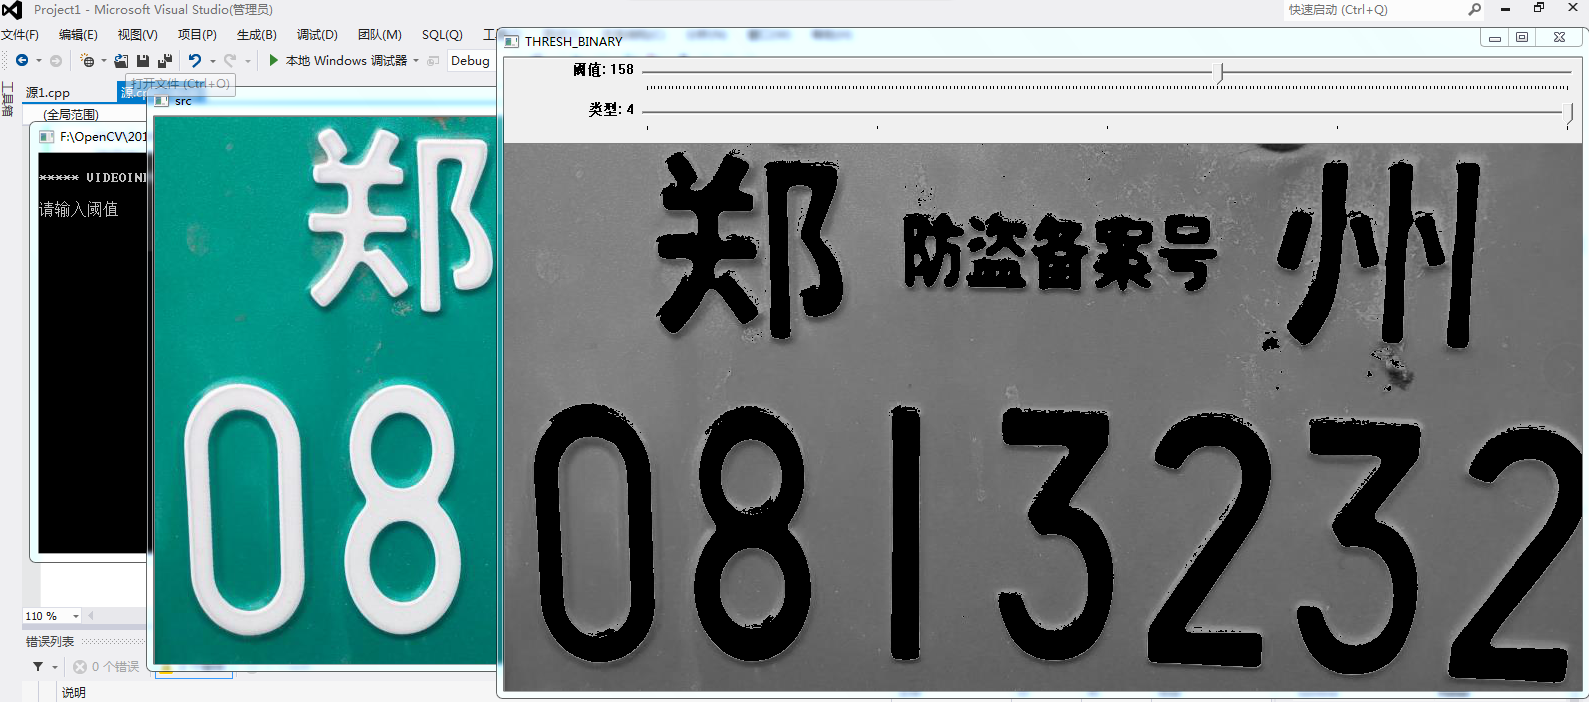 Project1 - Microsoft Visual Studio(管理员)
快速启动 (Ctrl+Q)
文件(F) 编辑(E) 视图(V) 项目(P) 生成(B) 调试(D) 团队(M) SQL(Q) 工
本地 Windows 调试器 Debug
打开文件 (Ctrl+O)
工具箱
源1.cpp
(全局范围)
F:\OpenCV\201
***** VIDEOIN
请输入阈值
src
郑
08
THRESH_BINARY
阈值: 158
类型: 4
郑 防盗备案号 州
0813232
110 %
错误列表
0 个错误
说明